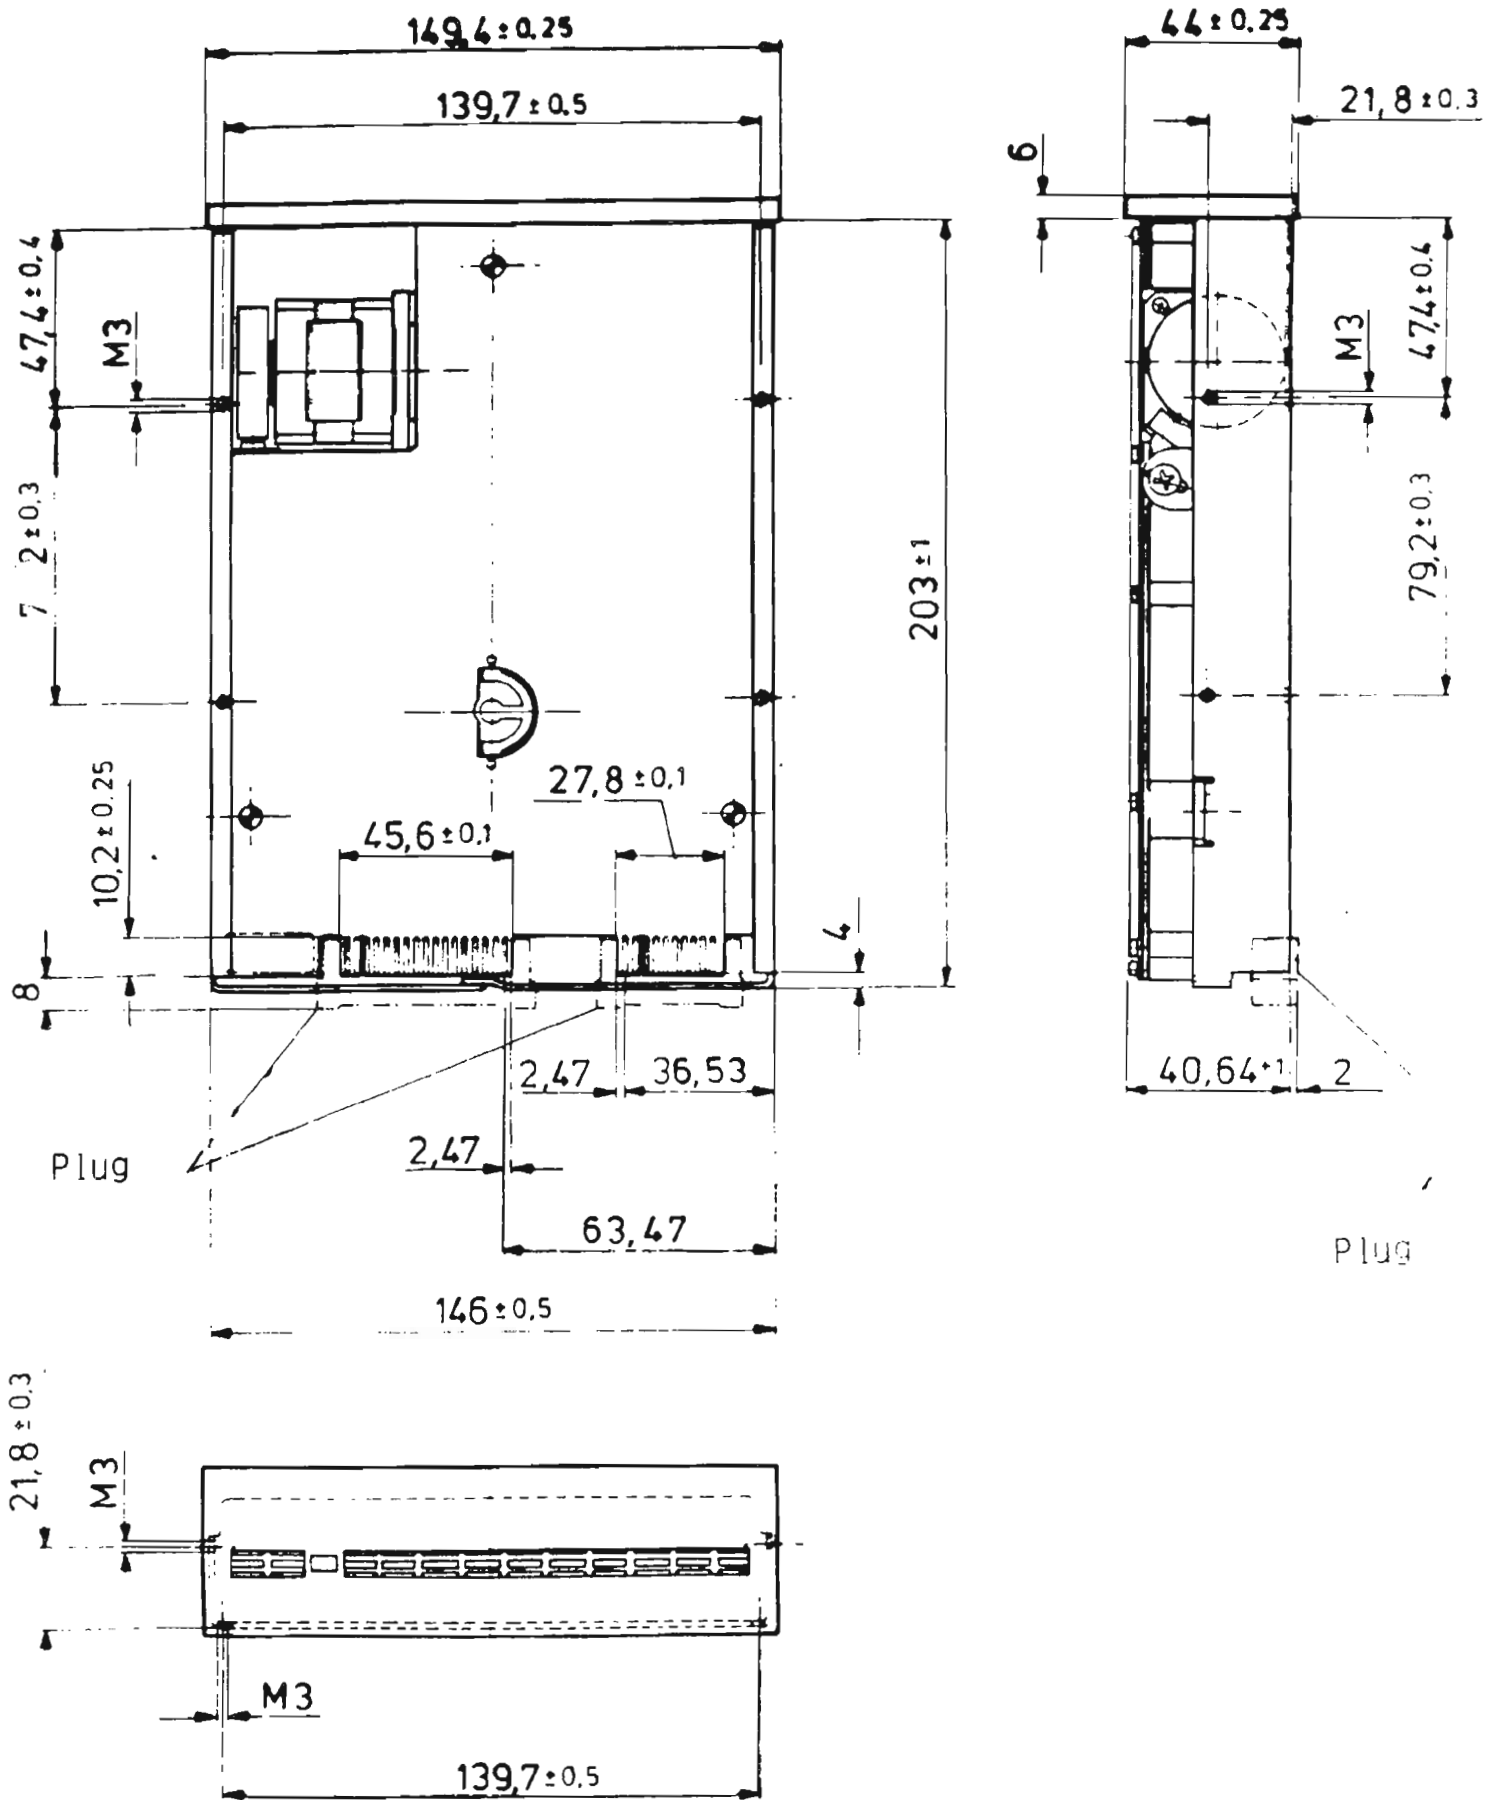 149,4 ± 0.25
139,7 ± 0.5
44 ± 0.25
21,8 ± 0.3
6
47,4 ± 0,4
M3
7 2 ± 0,3
203 ± 1
47,4 ± 0.4
M3
79,2 ± 0.3
27,8 ± 0,1
45,6 ± 0,1
10,2 ± 0.25
8
4
2,47
36,53
40,64 +1
2
Plug
2,47
63,47
Plug
146 ± 0,5
21,8 ± 0.3
M3
M3
139,7 ± 0,5